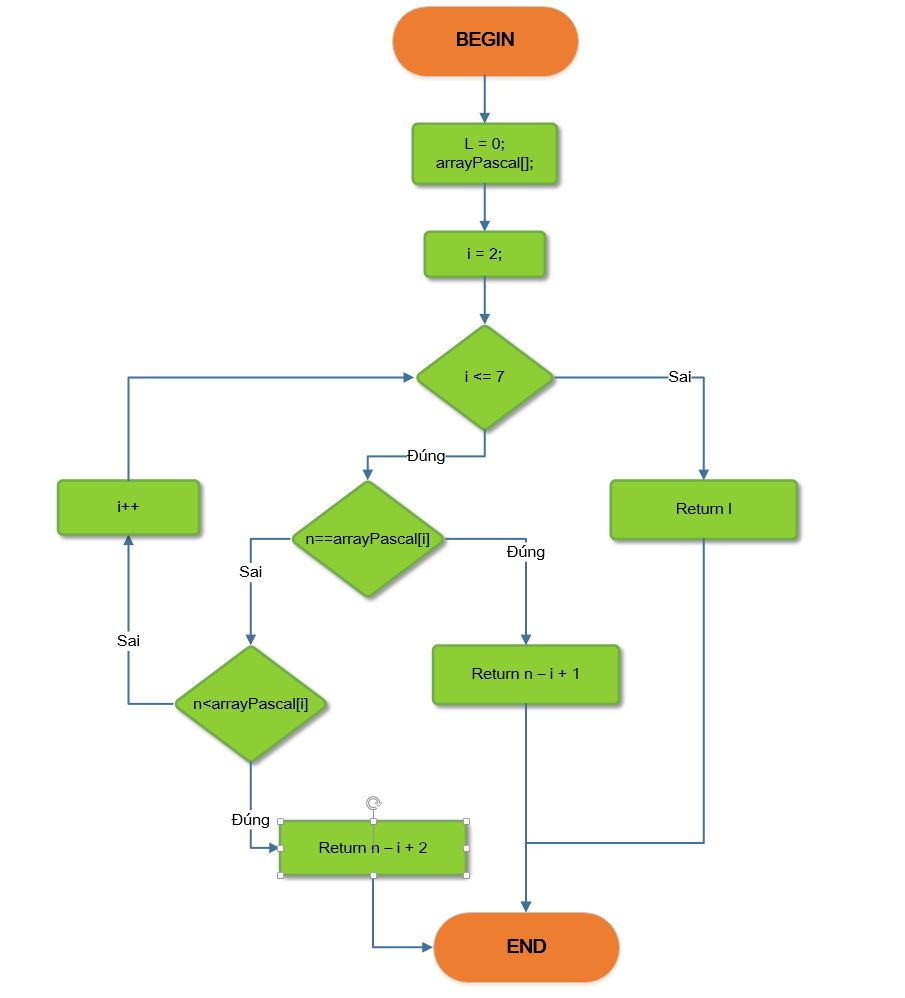 BEGIN
L = 0;
arrayPascal[];
i = 2;
i <= 7
Sai
Đúng
i++
Return l
n==arrayPascal[i]
Đúng
Sai
Sai
Return n – i + 1
n<arrayPascal[i]
Đúng
Return n – i + 2
END